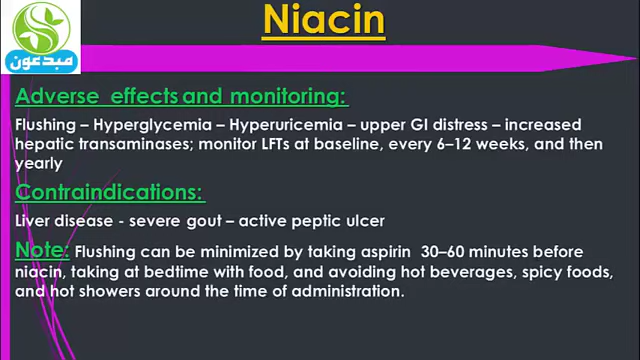 Niacin
مبدعون
Adverse effects and monitoring:
Flushing – Hyperglycemia – Hyperuricemia – upper GI distress – increased
hepatic transaminases; monitor LFTs at baseline, every 6–12 weeks, and then
yearly
Contraindications:
Liver disease - severe gout – active peptic ulcer
Note: Flushing can be minimized by taking aspirin 30–60 minutes before
niacin, taking at bedtime with food, and avoiding hot beverages, spicy foods,
and hot showers around the time of administration.